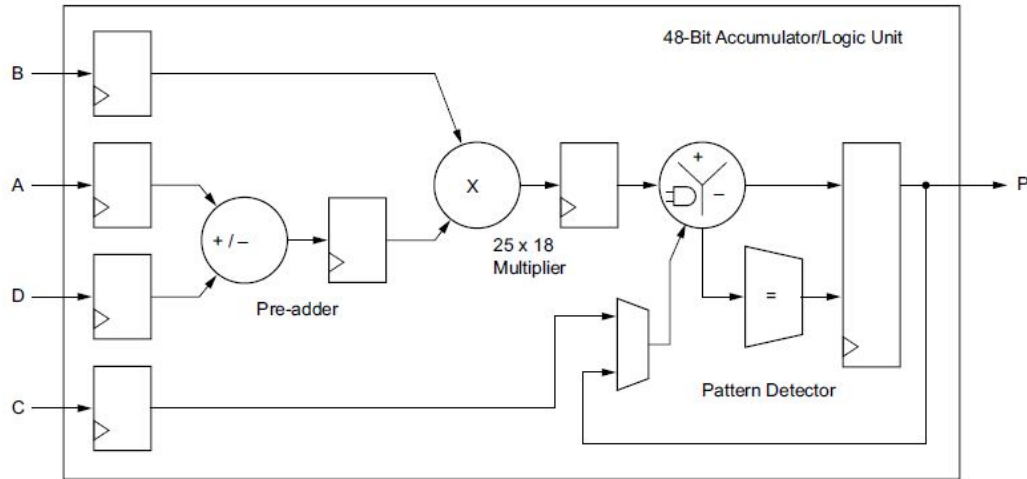 48-Bit Accumulator/Logic Unit
B
A
D
C
+ / –
Pre-adder
X
25 x 18
Multiplier
+
–
=
Pattern Detector
P